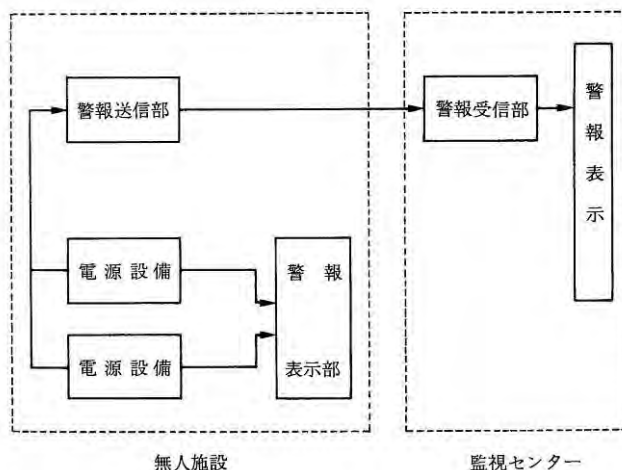 警報送信部
警報受信部
警報表示
電源設備
警報
電源設備
表示部
無人施設
監視センター